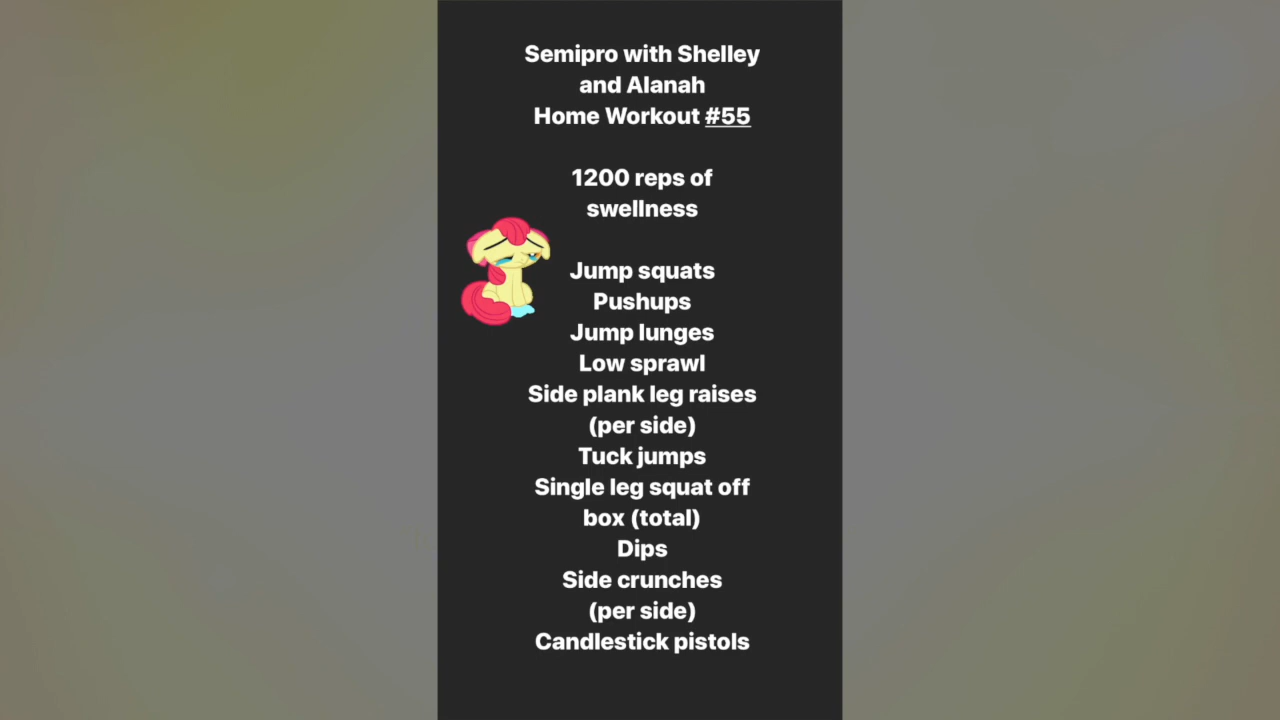 Semipro with Shelley
and Alanah
Home Workout #55
1200 reps of
swellness
Jump squats
Pushups
Jump lunges
Low sprawl
Side plank leg raises
(per side)
Tuck jumps
Single leg squat off
box (total)
Dips
Side crunches
(per side)
Candlestick pistols